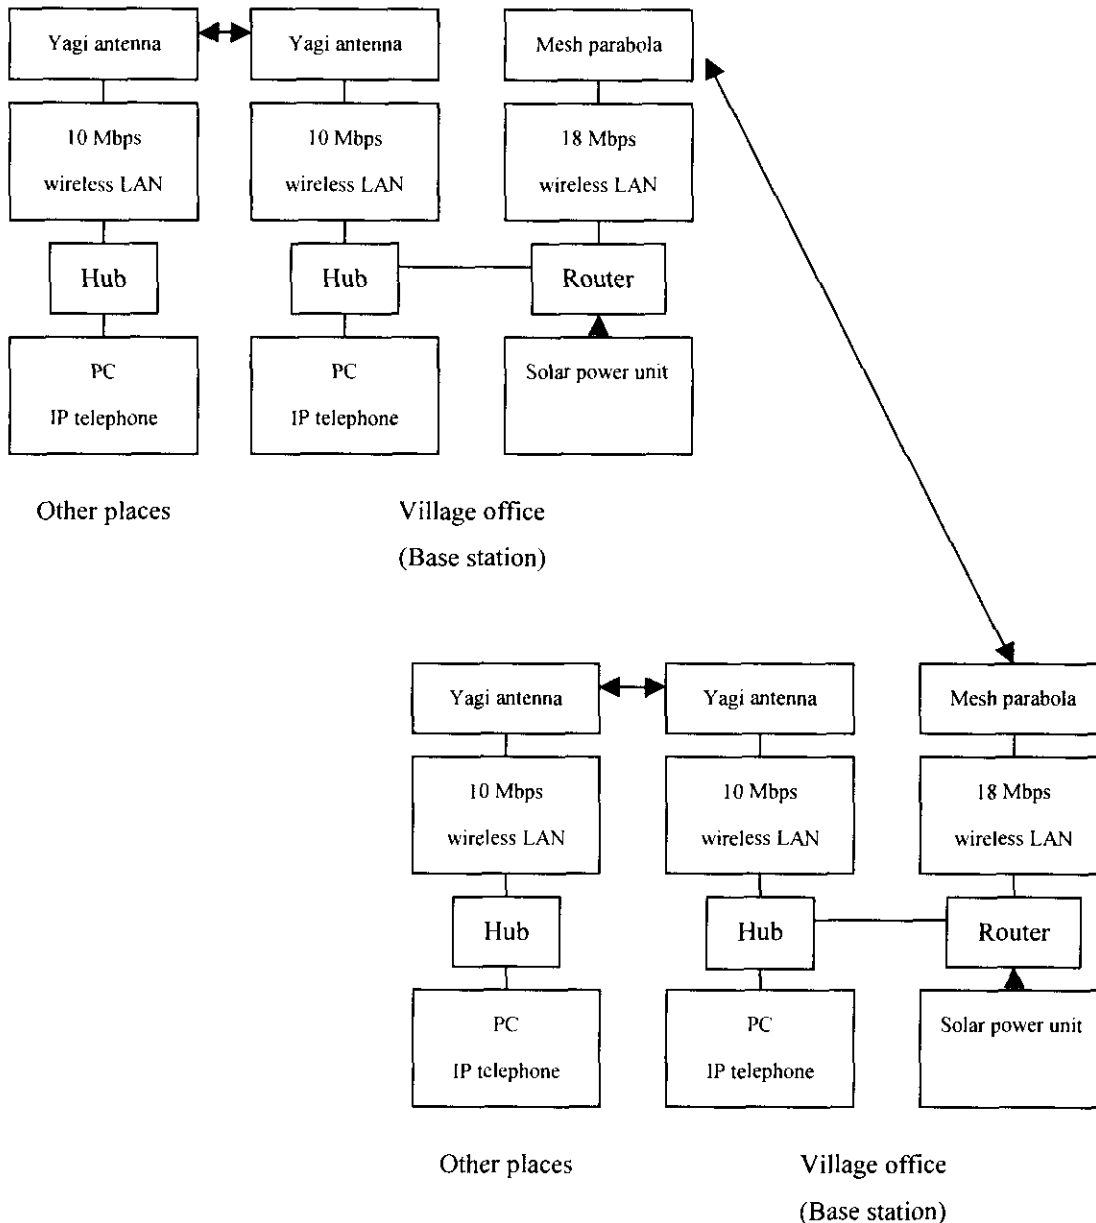 Yagi antenna
Yagi antenna
Mesh parabola
10 Mbps
wireless LAN
10 Mbps
wireless LAN
18 Mbps
wireless LAN
Hub
Hub
Router
PC
IP telephone
PC
IP telephone
Solar power unit
Other places
Village office
(Base station)
Yagi antenna
Yagi antenna
Mesh parabola
10 Mbps
wireless LAN
10 Mbps
wireless LAN
18 Mbps
wireless LAN
Hub
Hub
Router
PC
IP telephone
PC
IP telephone
Solar power unit
Other places
Village office
(Base station)